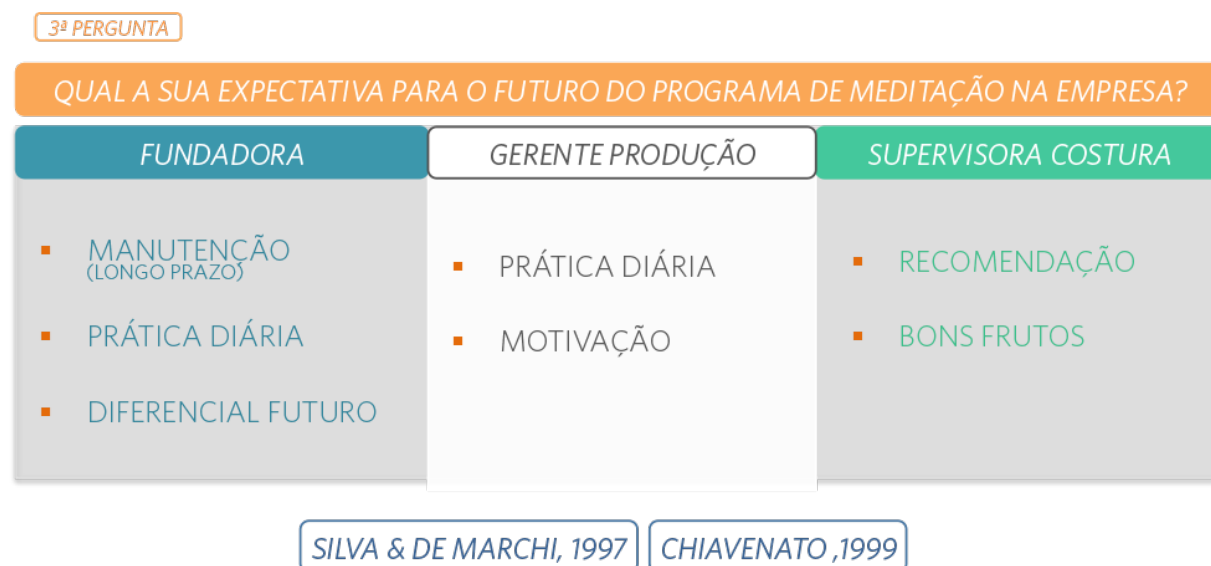 3ª PERGUNTA
QUAL A SUA EXPECTATIVA PARA O FUTURO DO PROGRAMA DE MEDITAÇÃO NA EMPRESA?
FUNDADORA
MANUTENÇÃO
(LONGO PRAZO)
PRÁTICA DIÁRIA
DIFERENCIAL FUTURO
GERENTE PRODUÇÃO
PRÁTICA DIÁRIA
MOTIVAÇÃO
SUPERVISORA COSTURA
RECOMENDAÇÃO
BONS FRUTOS
SILVA & DE MARCHI, 1997
CHIAVENATO ,1999